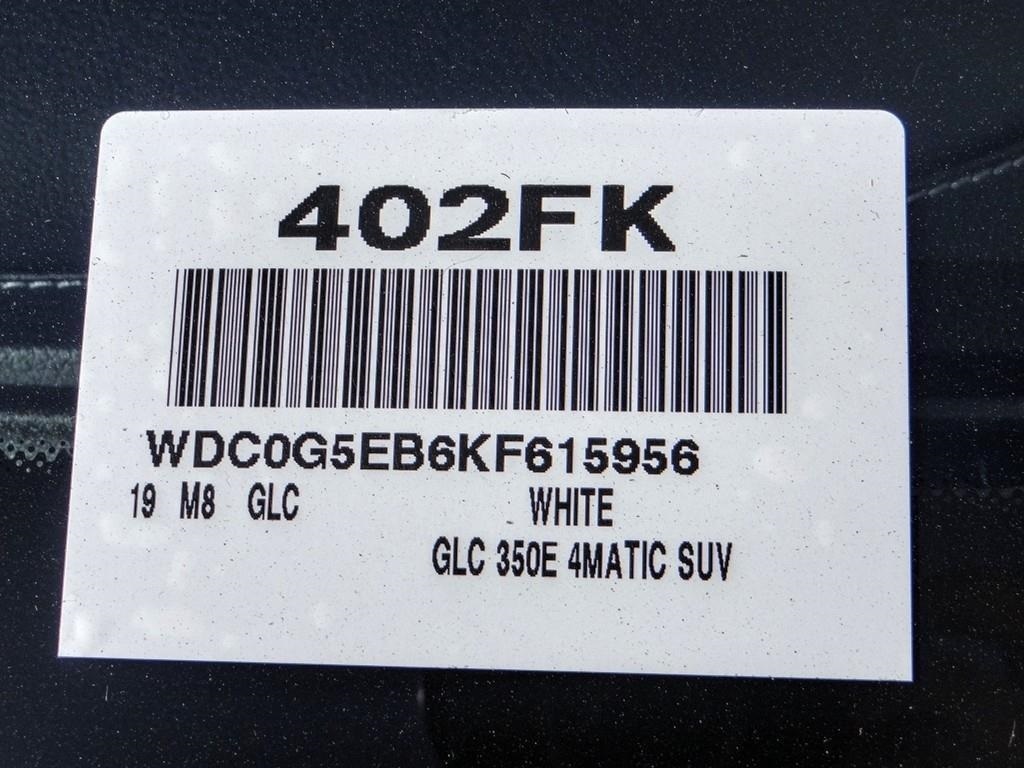 402FK
WDC0G5EB6KF615956
19 M8 GLC WHITE
GLC 350E 4MATIC SUV